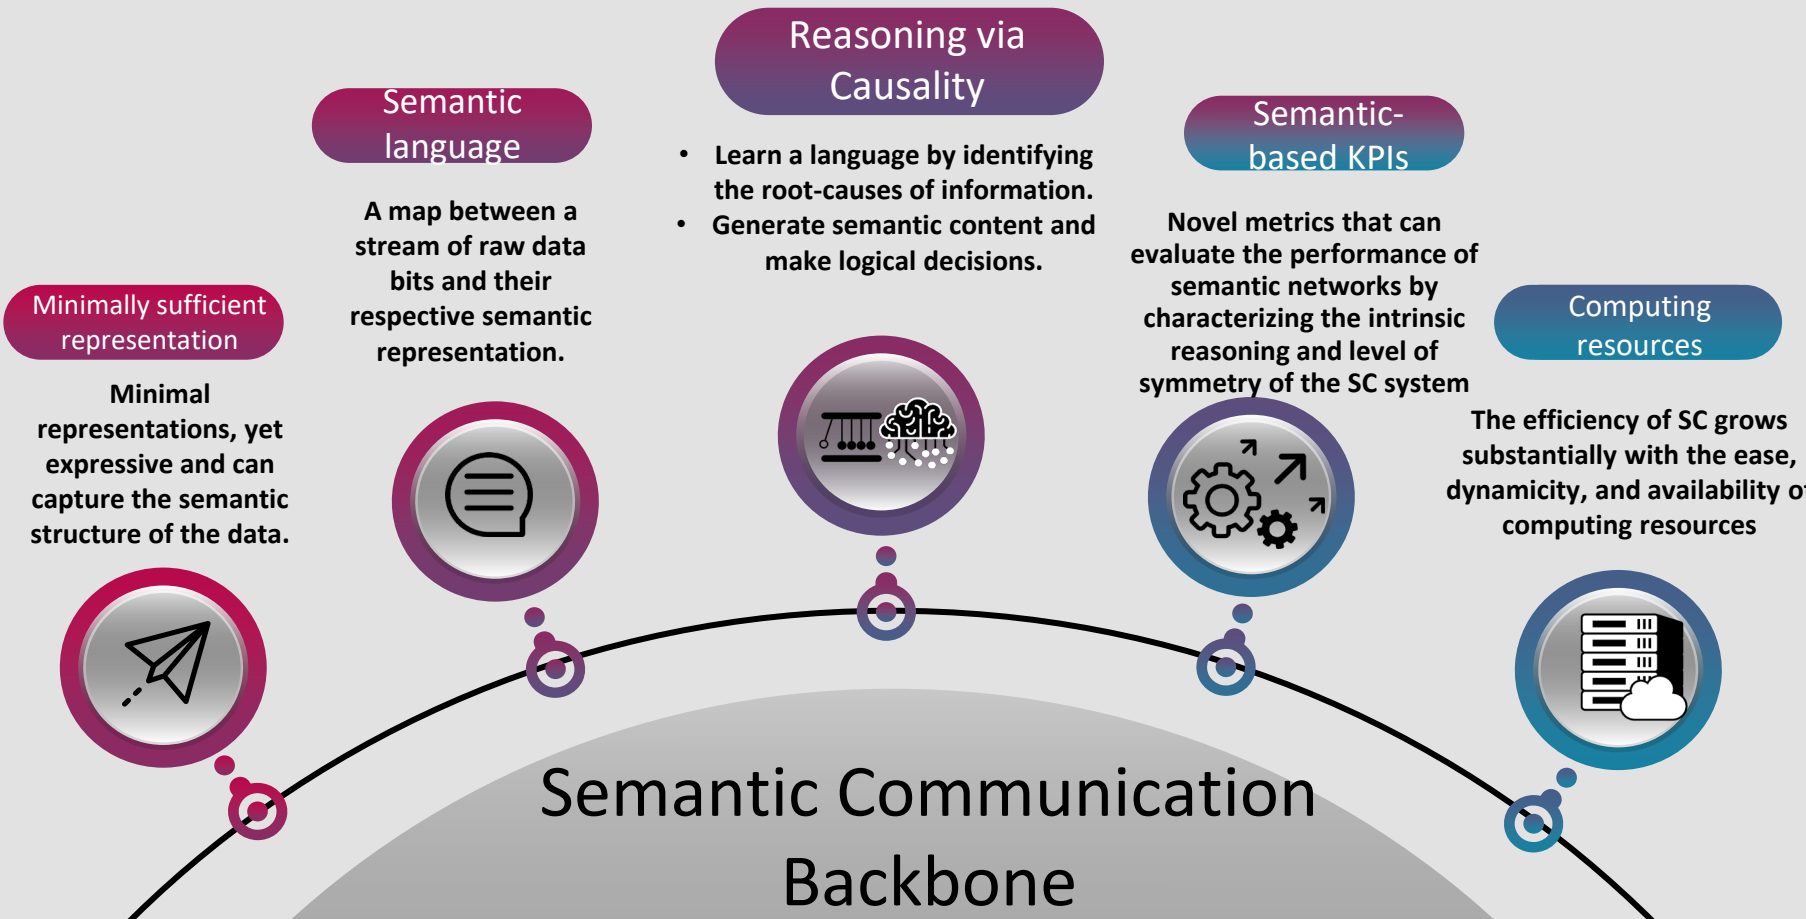 Minimally sufficient
representation
Minimal
representations, yet
expressive and can
capture the semantic
structure of the data.
Semantic
language
A map between a
stream of raw data
bits and their
respective semantic
representation.
Reasoning via
Causality
• Learn a language by identifying
the root-causes of information.
• Generate semantic content and
make logical decisions.
Semantic-
based KPIs
Novel metrics that can
evaluate the performance of
semantic networks by
characterizing the intrinsic
reasoning and level of
symmetry of the SC system
Computing
resources
The efficiency of SC grows
substantially with the ease,
dynamicity, and availability of
computing resources
Semantic Communication
Backbone